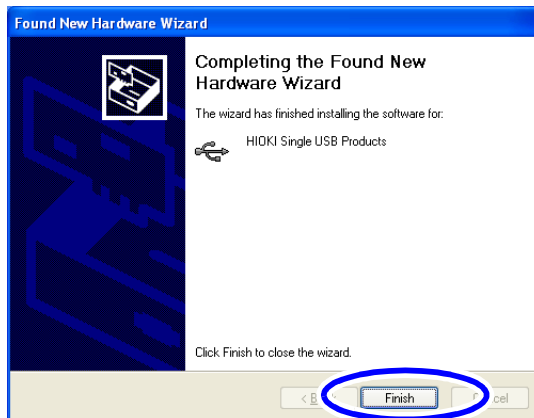 Found New Hardware Wizard
Completing the Found New
Hardware Wizard
The wizard has finished installing the software for:
HIOKI Single USB Products
Click Finish to close the wizard.
Finish